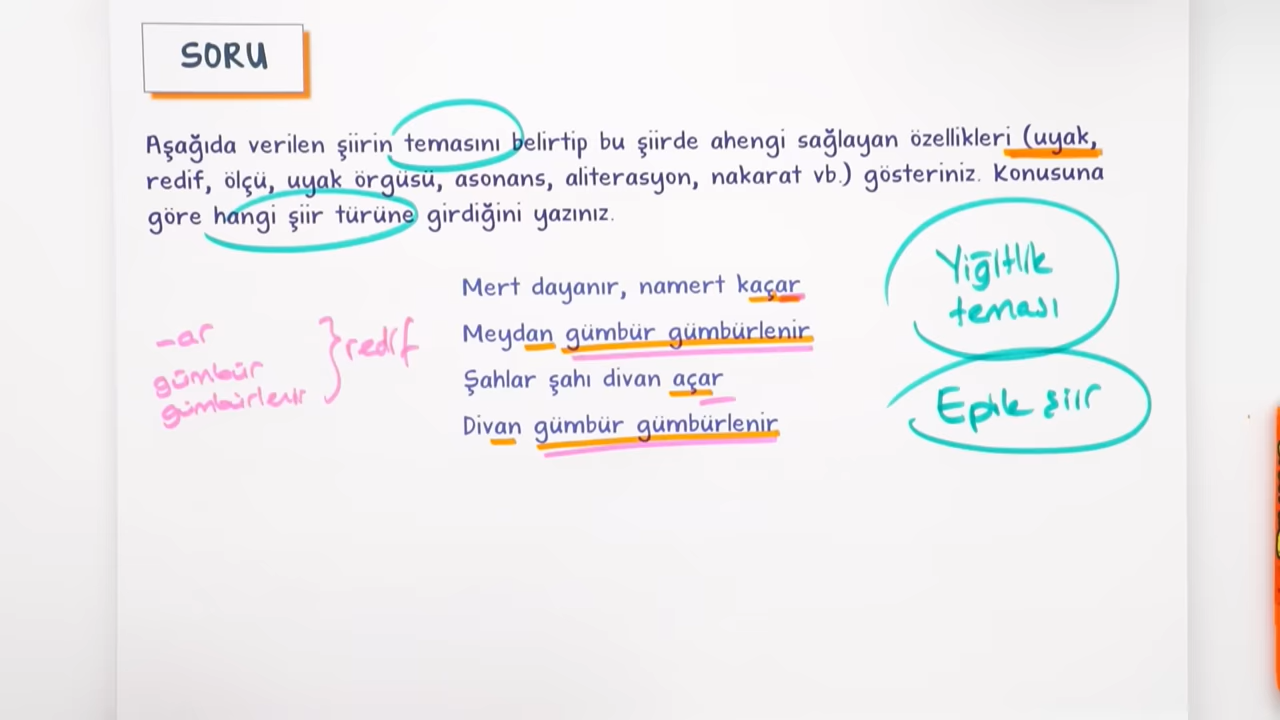 SORU
Aşağıda verilen şiirin temasını belirtip bu şiirde ahengi sağlayan özellikleri (uyak,
redif, ölçü, uyak örgüsü, asonans, aliterasyon, nakarat vb.) gösteriniz. Konusuna
göre hangi şiir türüne girdiğini yazınız.
Mert dayanır, namert kaçar
Meydan gümbür gümbürlenir
Şahlar şahı divan açar
Divan gümbür gümbürlenir
-ar
gümbür
gümbürlenir
redif
Yiğitlik
teması
Epik şiir